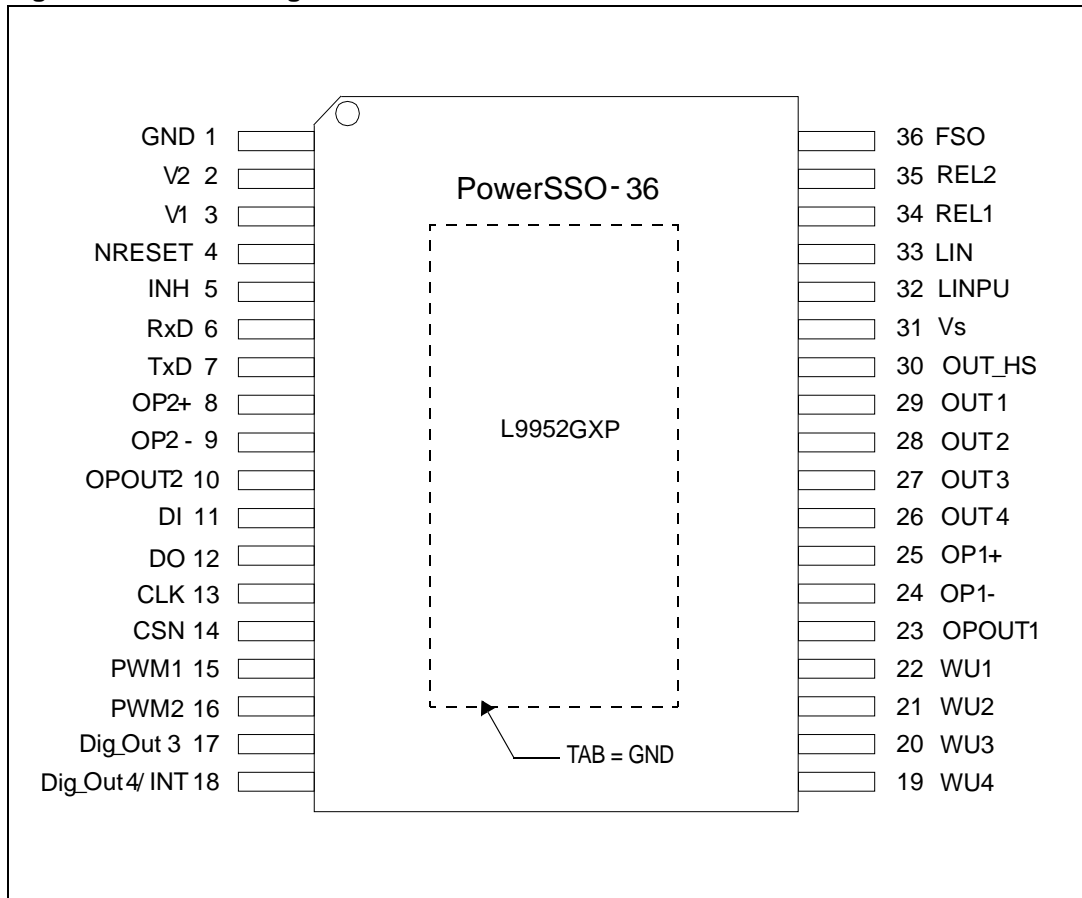 GND 1
V2 2
V1 3
NRESET 4
INH 5
RxD 6
TxD 7
OP2+ 8
OP2 - 9
OPOUT2 10
DI 11
DO 12
CLK 13
CSN 14
PWM1 15
PWM2 16
Dig_Out 3 17
Dig_Out 4/ INT 18
PowerSSO- 36
L9952GXP
TAB = GND
36 FSO
35 REL2
34 REL1
33 LIN
32 LINPU
31 Vs
30 OUT_HS
29 OUT1
28 OUT2
27 OUT3
26 OUT4
25 OP1+
24 OP1-
23 OPOUT1
22 WU1
21 WU2
20 WU3
19 WU4